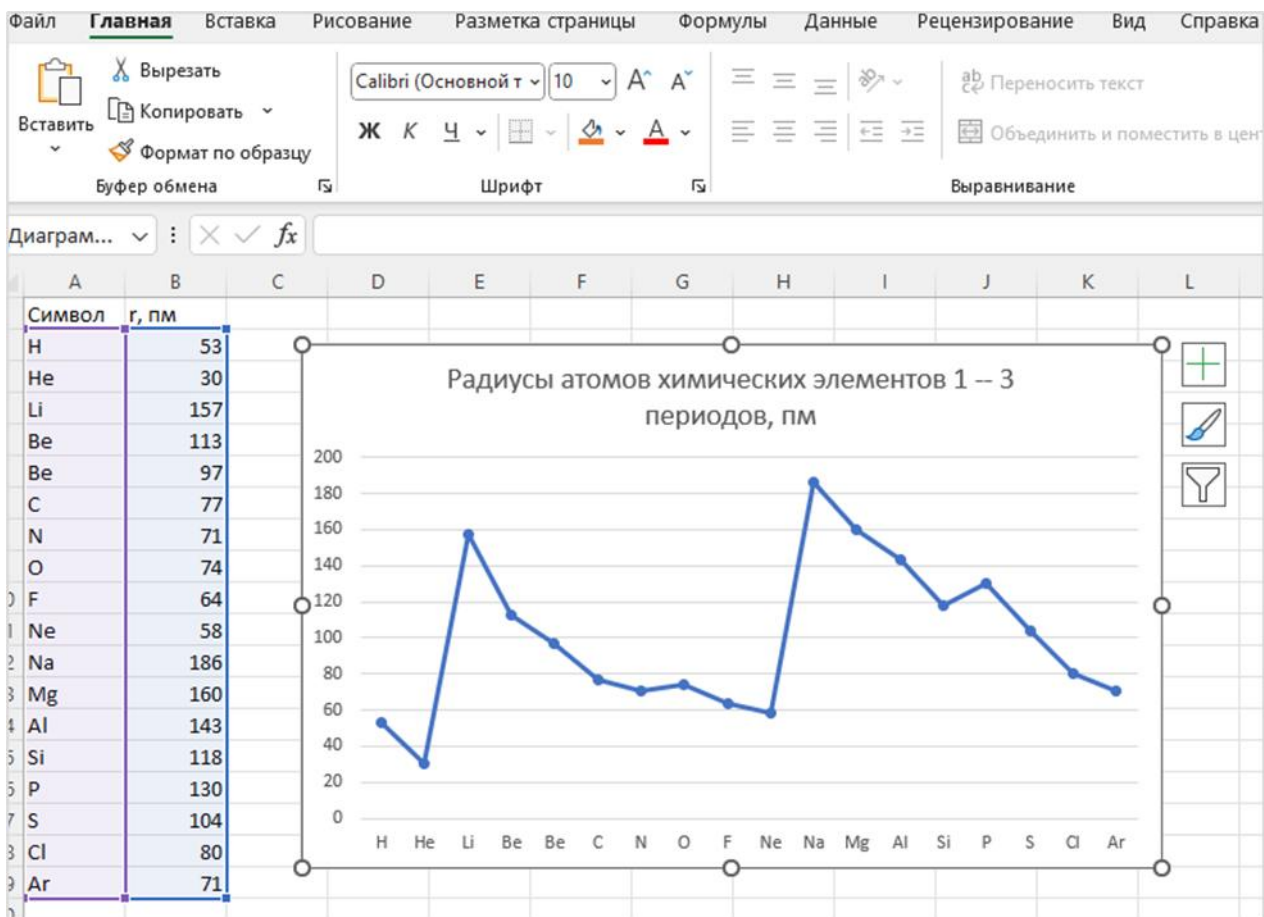 Файл Главная Вставка Рисование Разметка страницы Формулы Данные Рецензирование Вид Справка
Вставить
Вырезать
Копировать
Формат по образцу
Буфер обмена
Calibri (Основной т 10
Ж К Ч А
Шрифт
Переносить текст
Объединить и поместить в цен
Выравнивание
Диаграм... fx
A B C D E F G H I J K L
Символ r, пм
H 53
He 30
Li 157
Be 113
Be 97
C 77
N 71
O 74
F 64
Ne 58
Na 186
Mg 160
Al 143
Si 118
P 130
S 104
Cl 80
Ar 71
Радиусы атомов химических элементов 1 -- 3
периодов, пм
200
180
160
140
120
100
80
60
40
20
0
H He Li Be Be C N O F Ne Na Mg Al Si P S Cl Ar